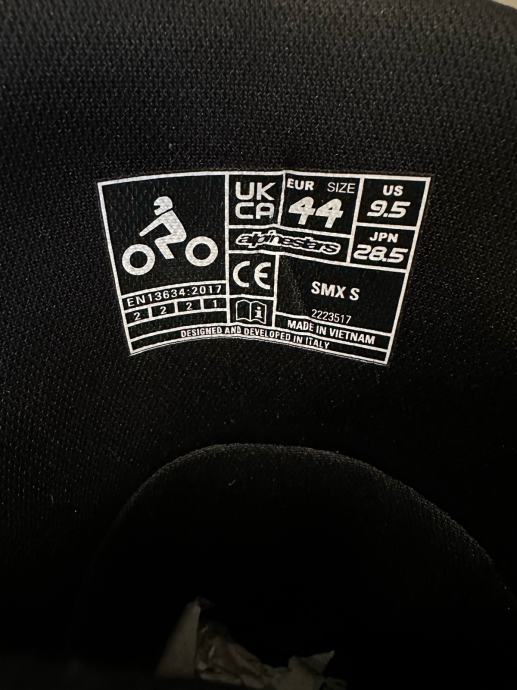 UK
CA
EUR SIZE
44
US
9.5
alpinestars
JPN
28.5
CE
SMX S
2223517
EN13634:2017
2 2 2 1
MADE IN VIETNAM
DESIGNED AND DEVELOPED IN ITALY